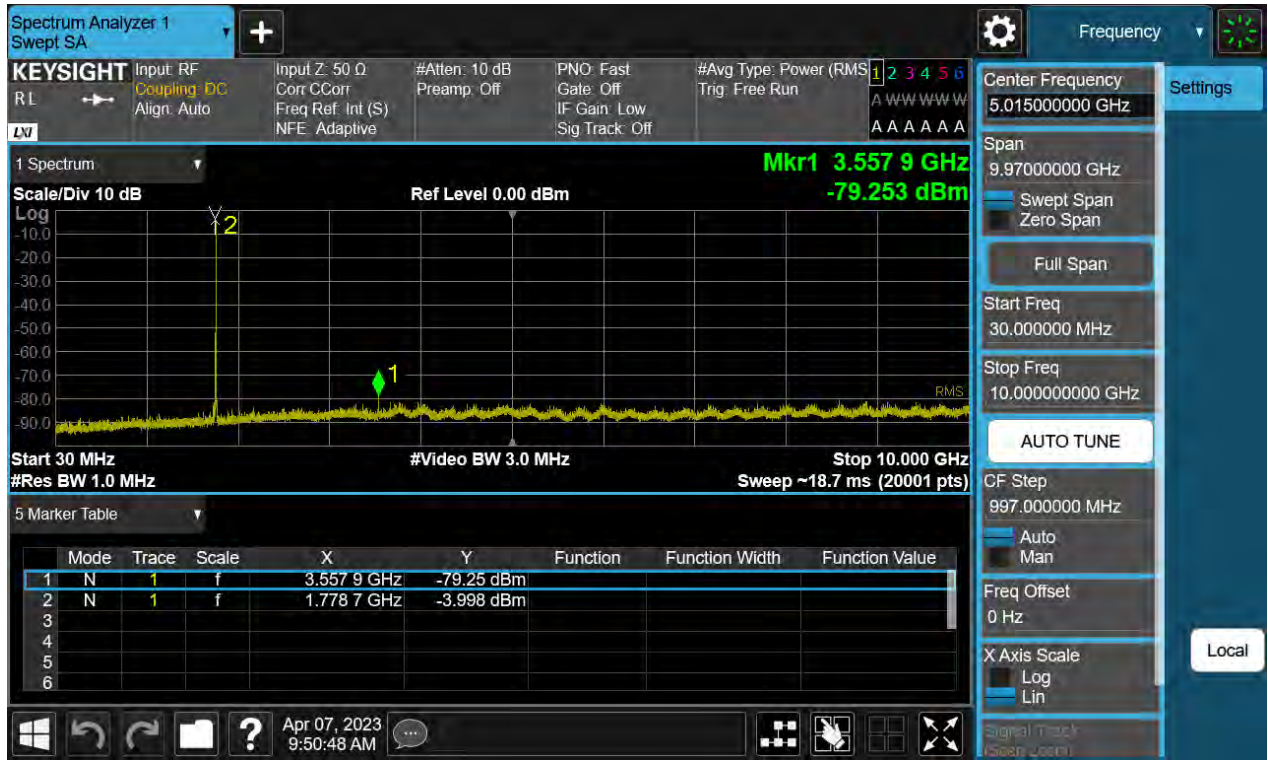 Spectrum Analyzer 1
Swept SA
+
Frequency
KEYSIGHT
RL
LXI
Input: RF
Coupling: DC
Align: Auto
Input Z: 50 Ω
Corr CCorr
Freq Ref: Int (S)
NFE: Adaptive
#Atten: 10 dB
Preamp: Off
PNO: Fast
Gate: Off
IF Gain: Low
Sig Track: Off
#Avg Type: Power (RMS
Trig: Free Run
1 2 3 4 5 6
A W W W W W
A A A A A A
1 Spectrum
Mkr1 3.557 9 GHz
-79.253 dBm
Scale/Div 10 dB
Ref Level 0.00 dBm
Log
-10.0
-20.0
-30.0
-40.0
-50.0
-60.0
-70.0
-80.0
-90.0
2
1
RMS
Start 30 MHz
#Video BW 3.0 MHz
Stop 10.000 GHz
#Res BW 1.0 MHz
Sweep ~18.7 ms (20001 pts)
5 Marker Table
Mode Trace Scale X Y Function Function Width Function Value
1 N 1 f 3.557 9 GHz -79.25 dBm
2 N 1 f 1.778 7 GHz -3.998 dBm
3
4
5
6
?
Apr 07, 2023
9:50:48 AM
Center Frequency
5.015000000 GHz
Settings
Span
9.97000000 GHz
Swept Span
Zero Span
Full Span
Start Freq
30.000000 MHz
Stop Freq
10.000000000 GHz
AUTO TUNE
CF Step
997.000000 MHz
Auto
Man
Freq Offset
0 Hz
X Axis Scale
Log
Lin
Local
Signal Track
(Span Zoom)